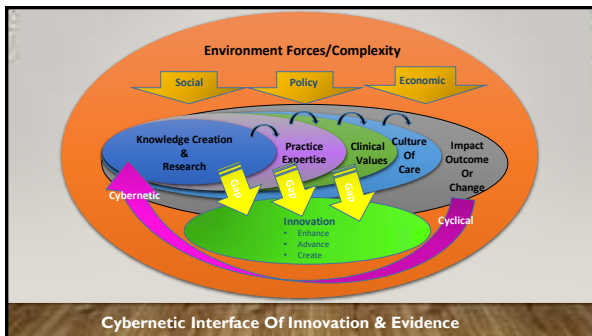 Environment Forces/Complexity
Social
Policy
Economic
Knowledge Creation
&
Research
Practice
Expertise
Clinical
Values
Culture
Of
Care
Impact
Outcome
Or
Change
Gap
Gap
Gap
Cybernetic
Cyclical
Innovation
• Enhance
• Advance
• Create
Cybernetic Interface Of Innovation & Evidence